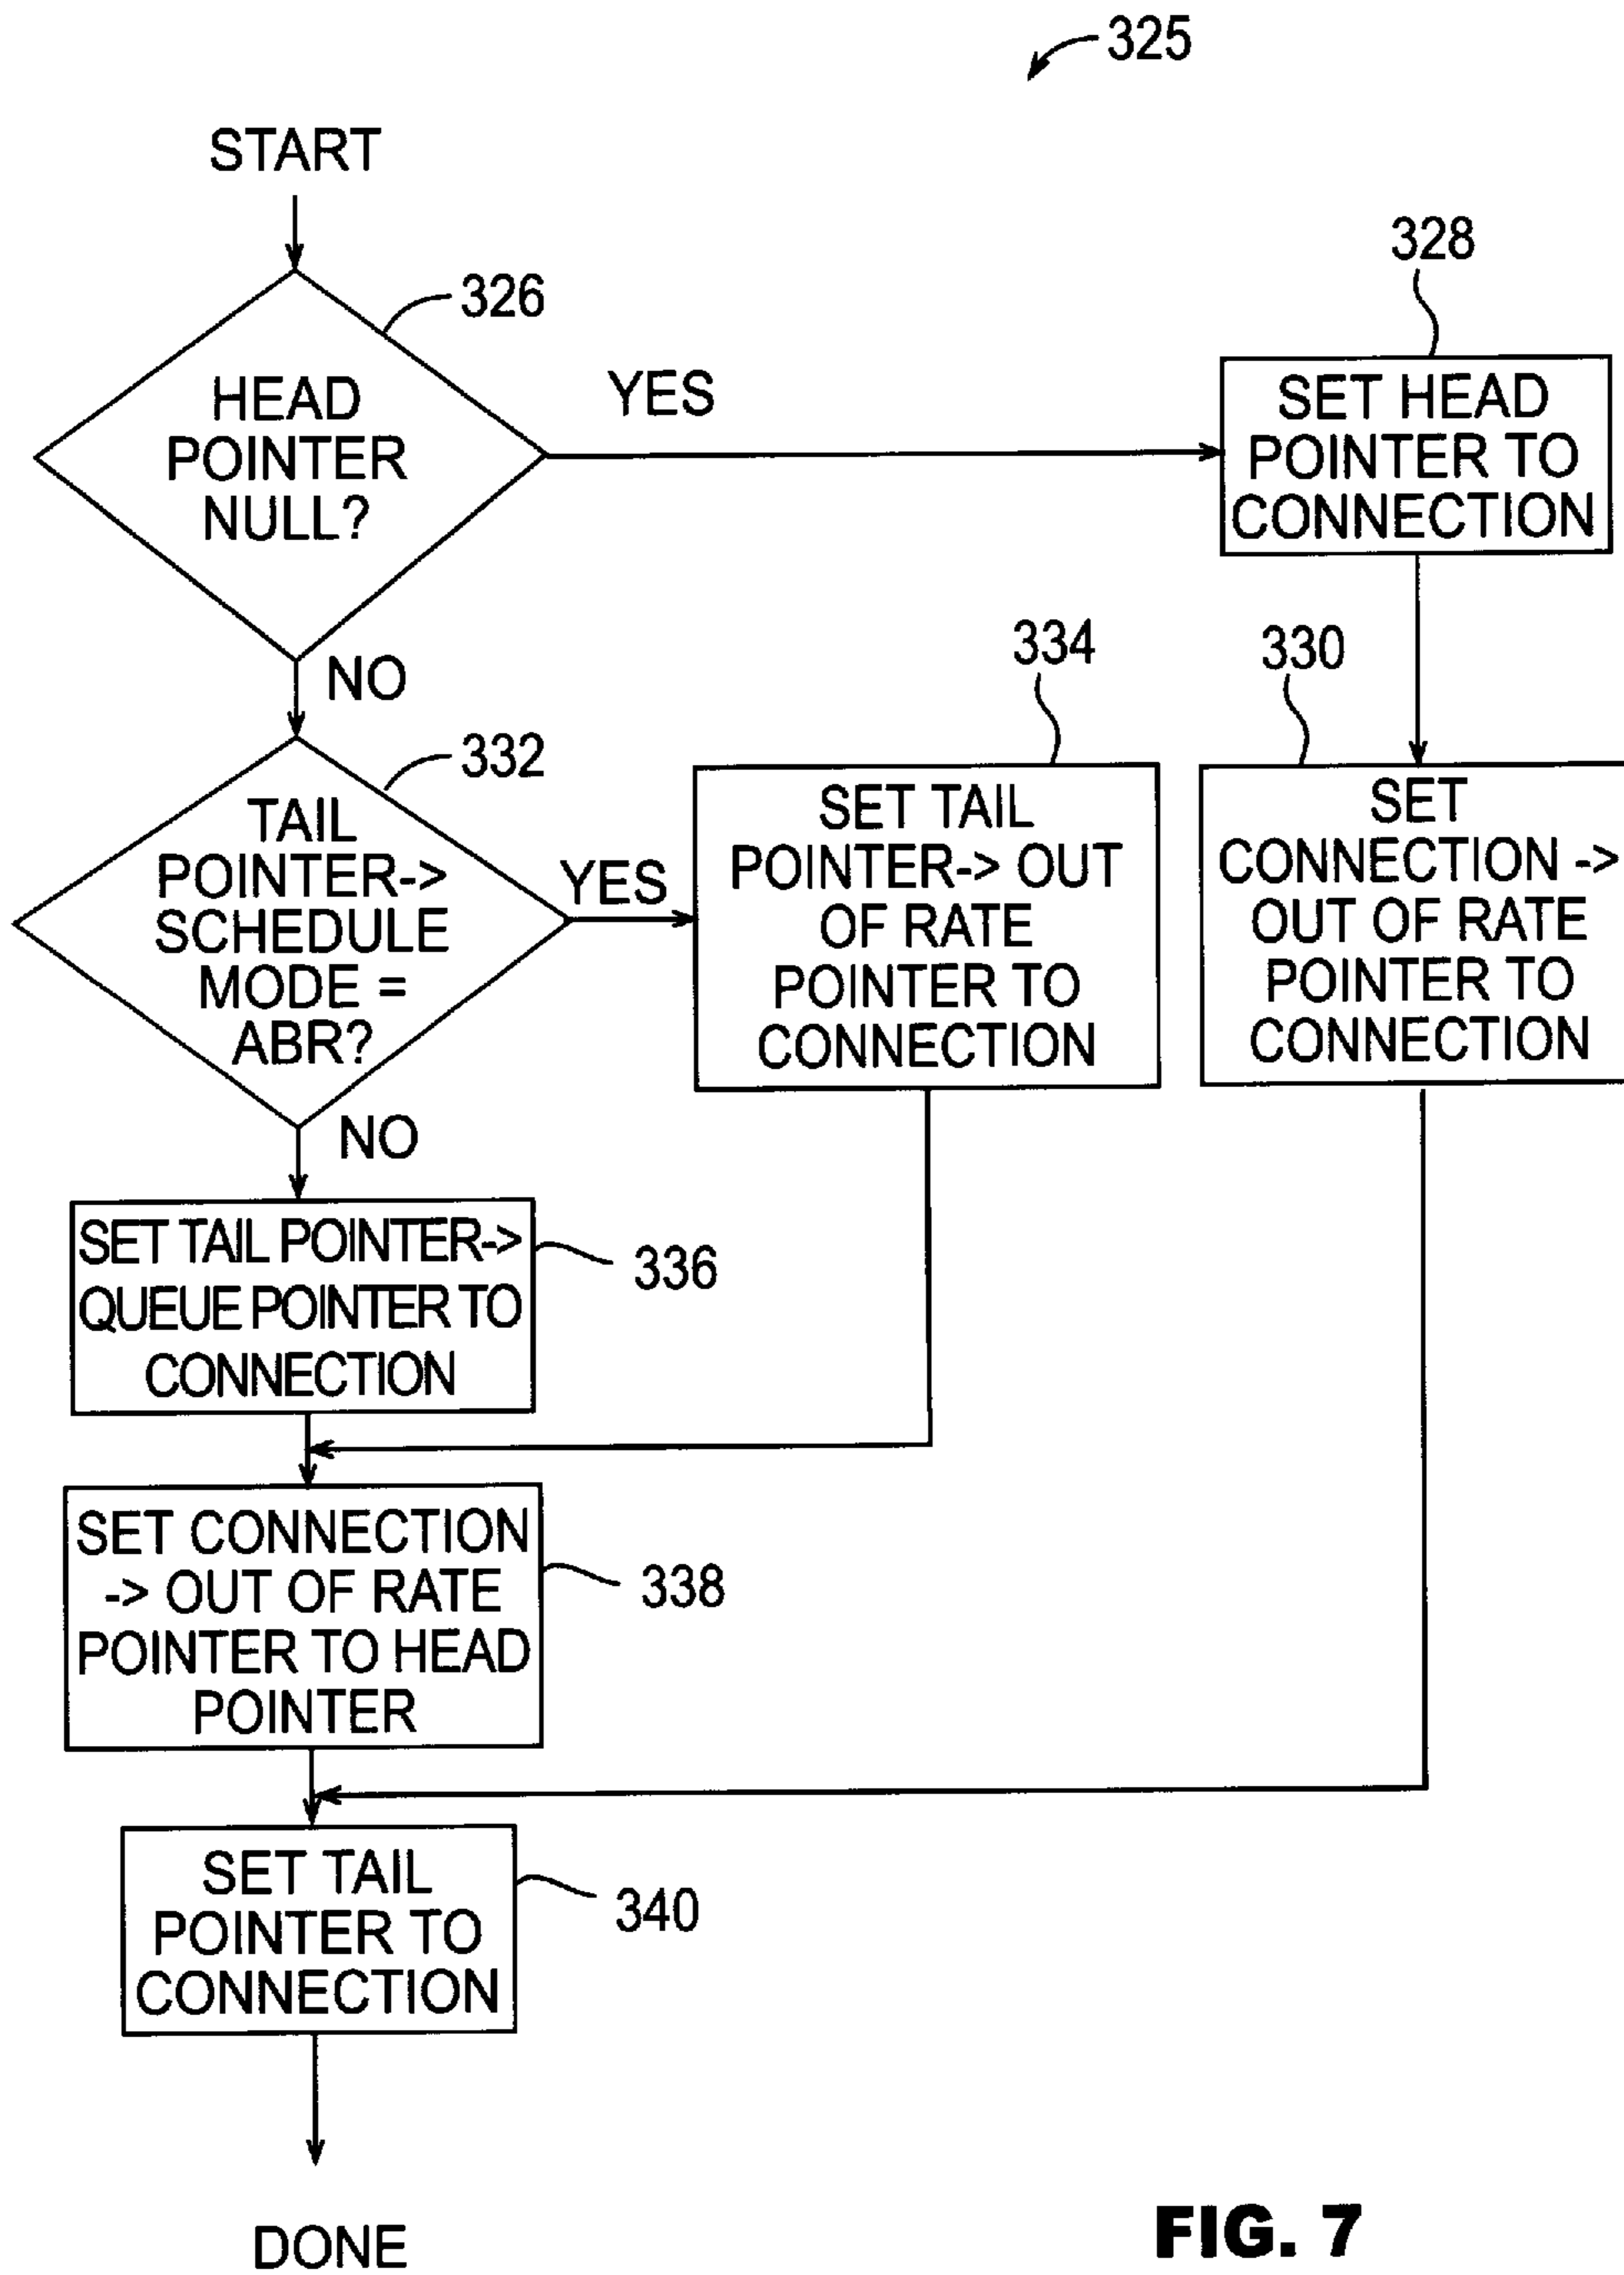 325
START
326
HEAD
POINTER
NULL?
YES
328
SET HEAD
POINTER TO
CONNECTION
NO
332
TAIL
POINTER->
SCHEDULE
MODE =
ABR?
YES
334
SET TAIL
POINTER-> OUT
OF RATE
POINTER TO
CONNECTION
330
SET
CONNECTION ->
OUT OF RATE
POINTER TO
CONNECTION
NO
SET TAIL POINTER->
QUEUE POINTER TO
CONNECTION
336
SET CONNECTION
-> OUT OF RATE
POINTER TO HEAD
POINTER
338
SET TAIL
POINTER TO
CONNECTION
340
DONE
FIG. 7